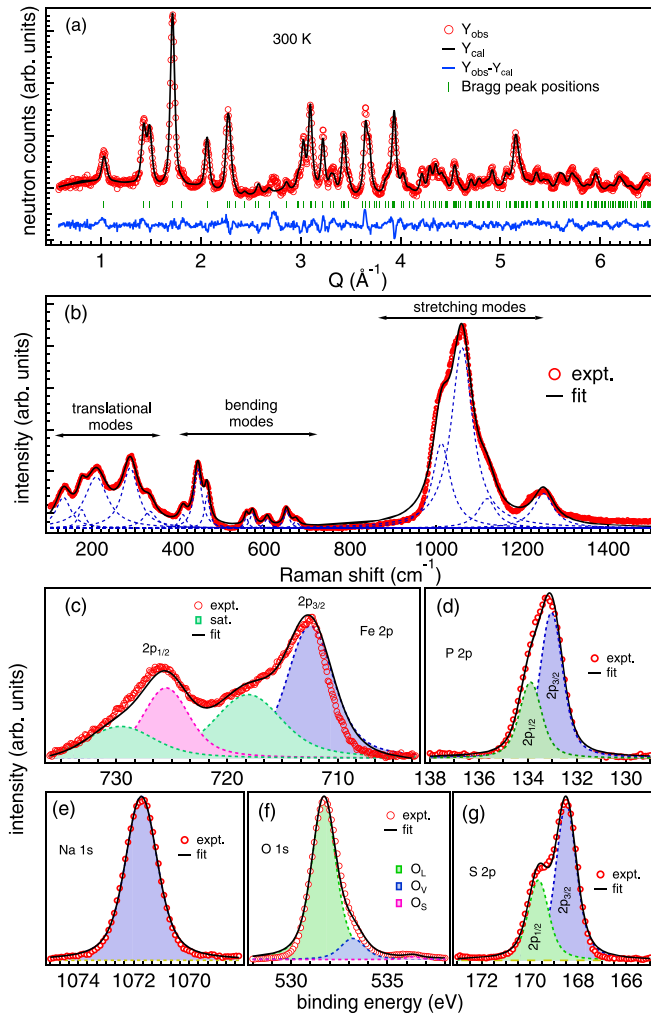 (a)
300 K
Y_obs
Y_cal
Y_obs-Y_cal
Bragg peak positions
neutron counts (arb. units)
1 2 3 4 5 6
Q (Å⁻¹)
(b)
stretching modes
translational
modes
bending
modes
expt.
fit
intensity (arb. units)
200 400 600 800 1000 1200 1400
Raman shift (cm⁻¹)
(c)
expt.
sat.
fit
2p₃/₂
Fe 2p
2p₁/₂
730 720 710
(d)
P 2p
expt.
fit
2p₃/₂
2p₁/₂
138 136 134 132 130
intensity (arb. units)
(e)
Na 1s
expt.
fit
1074 1072 1070
(f)
O 1s
expt.
fit
O_L
O_V
O_S
530 535
(g)
S 2p
expt.
fit
2p₃/₂
2p₁/₂
172 170 168 166
binding energy (eV)